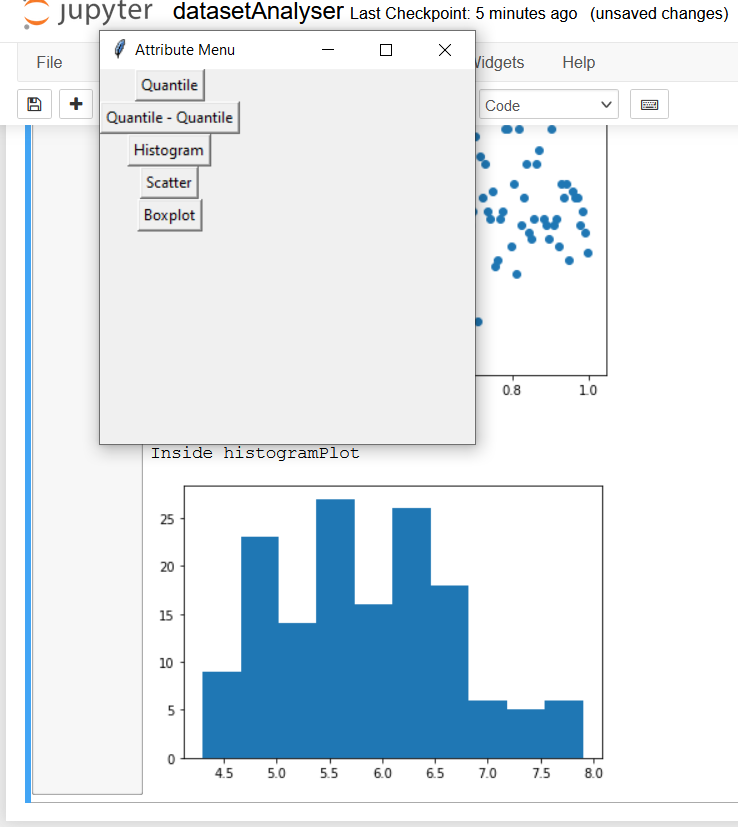 jupyter datasetAnalyser Last Checkpoint: 5 minutes ago (unsaved changes)
Attribute Menu
File Widgets Help
Code
Quantile
Quantile - Quantile
Histogram
Scatter
Boxplot
0.8 1.0
Inside histogramPlot
25
20
15
10
5
0
4.5 5.0 5.5 6.0 6.5 7.0 7.5 8.0